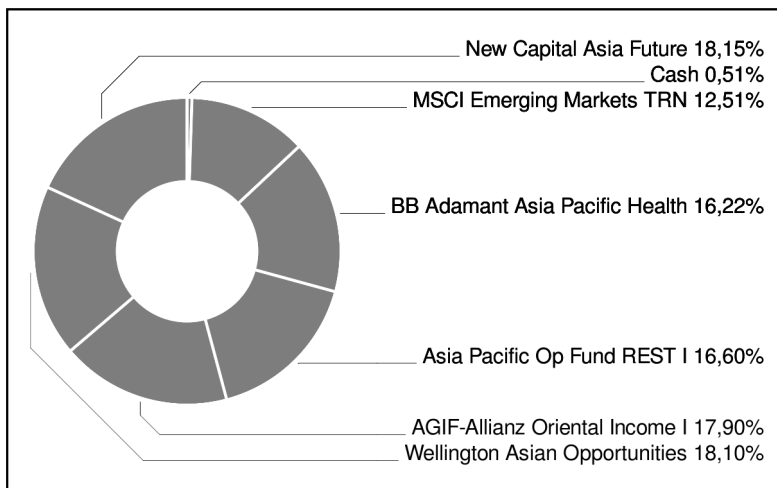 New Capital Asia Future 18,15%
Cash 0,51%
MSCI Emerging Markets TRN 12,51%
BB Adamant Asia Pacific Health 16,22%
Asia Pacific Op Fund REST I 16,60%
AGIF-Allianz Oriental Income I 17,90%
Wellington Asian Opportunities 18,10%